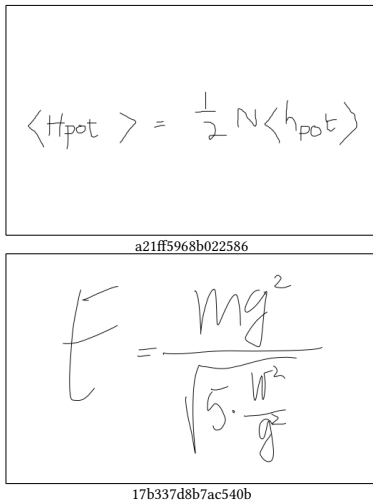 ⟨Hpot⟩ = 1/2 N⟨hpot⟩
a21ff5968b022586
E = mg² / √(5 · W²/g²)
17b337d8b7ac540b